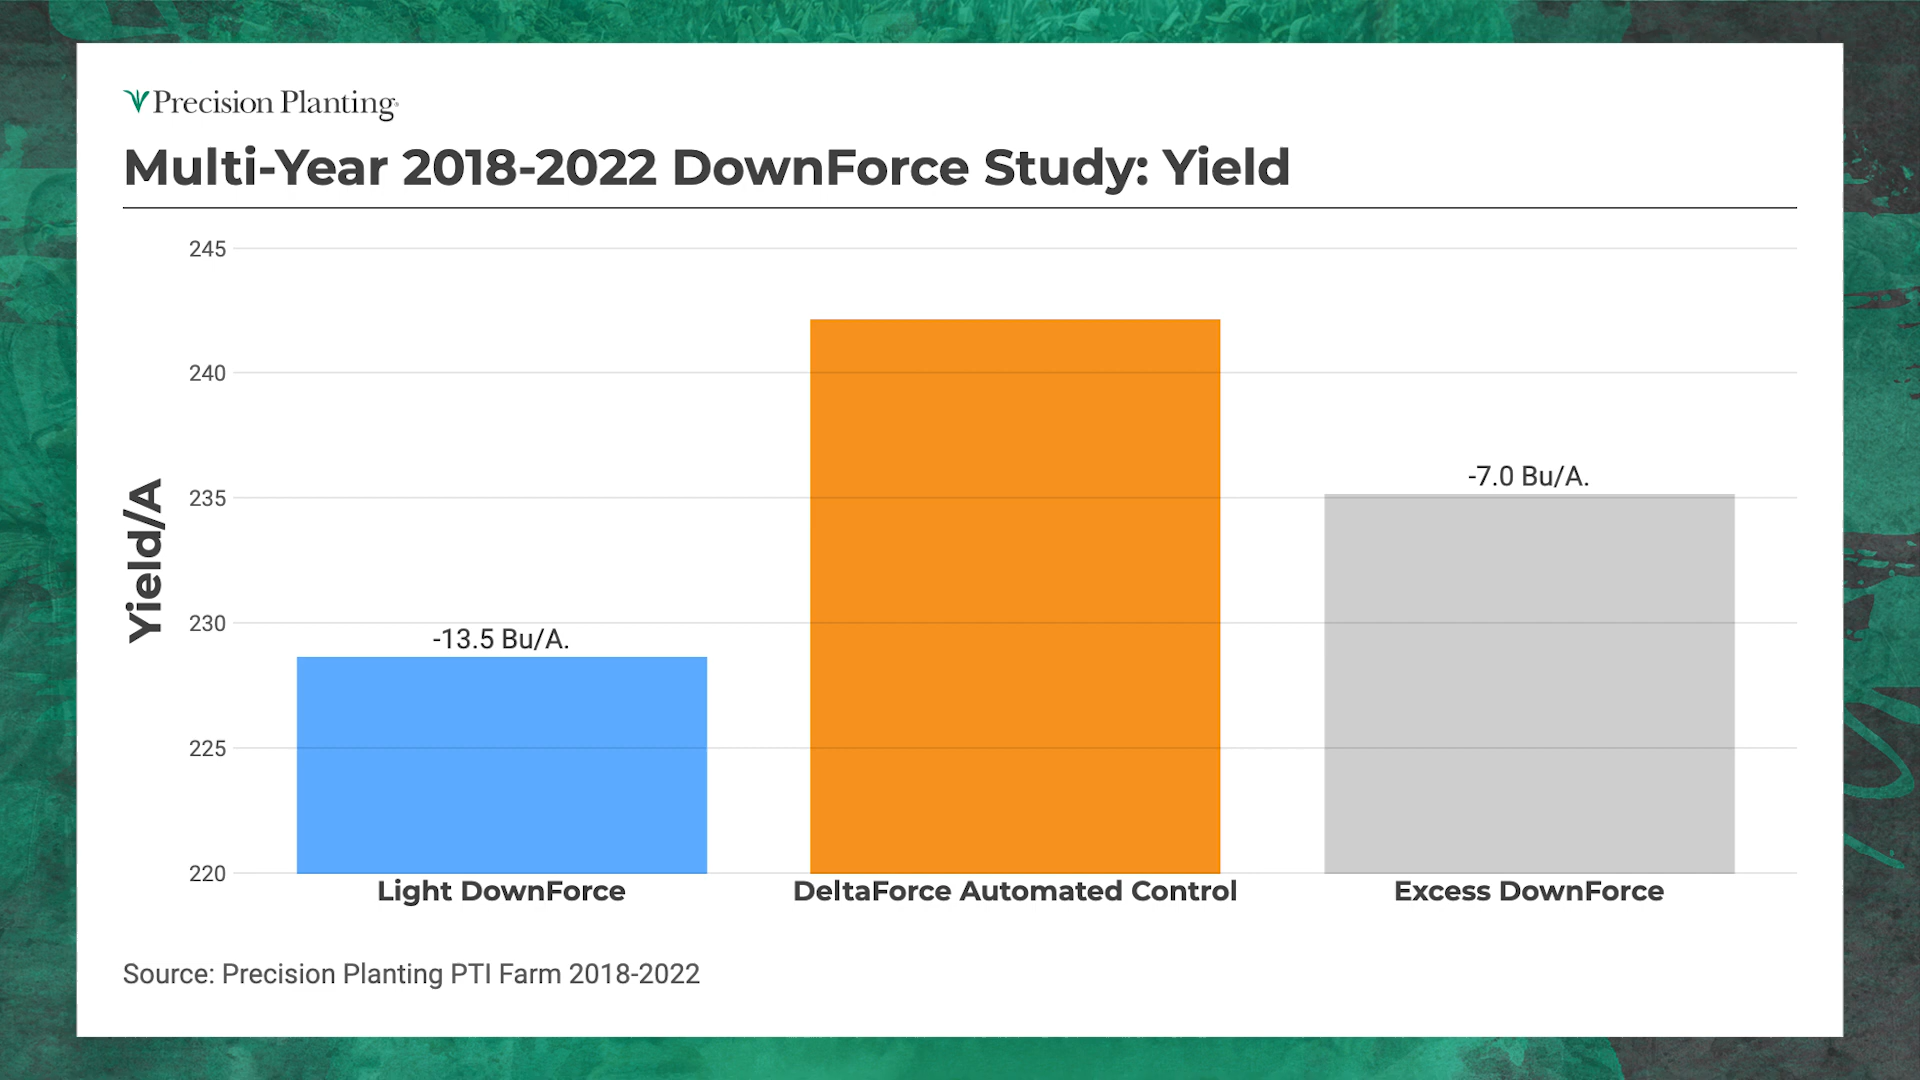 Precision Planting
Multi-Year 2018-2022 DownForce Study: Yield
245
240
235
230
225
220
Yield/A
-13.5 Bu/A.
-7.0 Bu/A.
Light DownForce
DeltaForce Automated Control
Excess DownForce
Source: Precision Planting PTI Farm 2018-2022